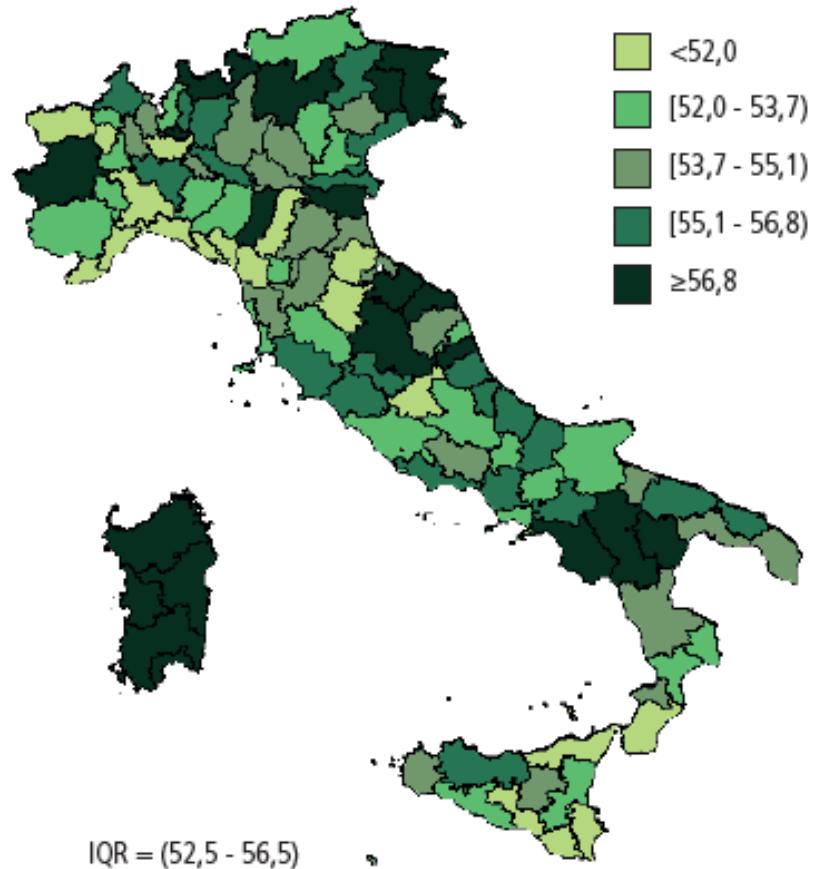 <52,0
[52,0 - 53,7)
[53,7 - 55,1)
[55,1 - 56,8)
≥56,8
IQR = (52,5 - 56,5)